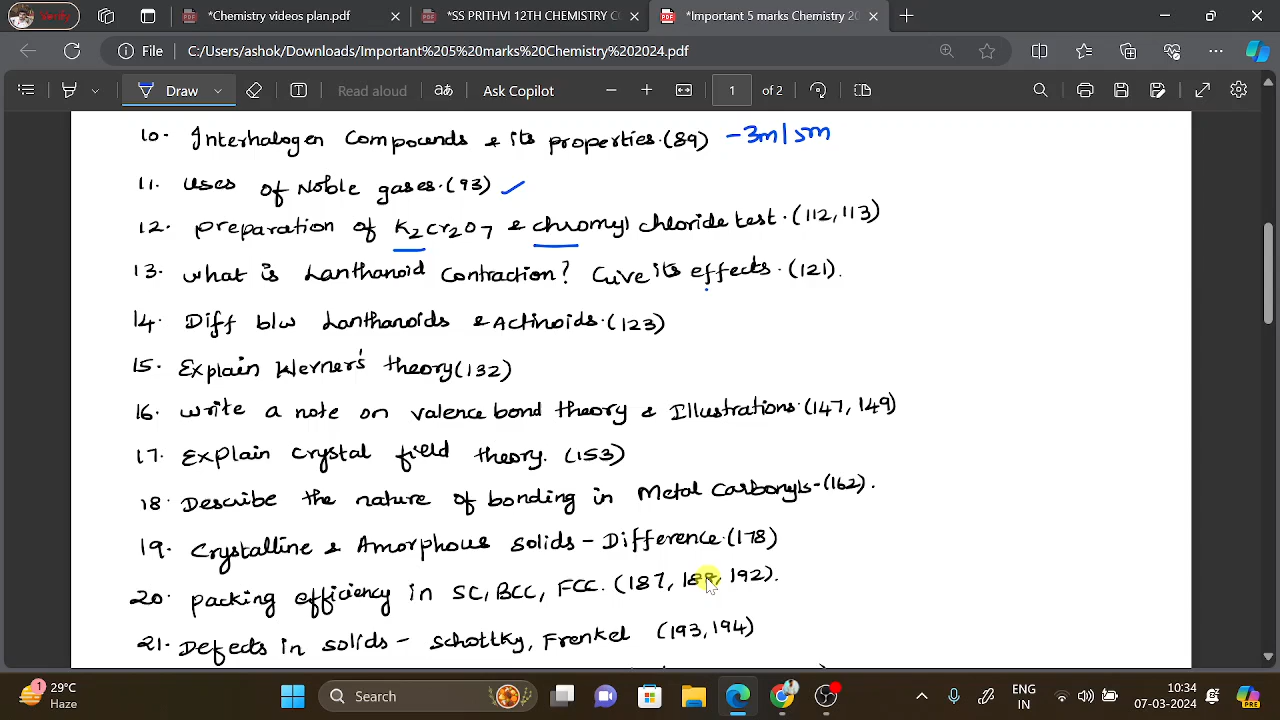 *Chemistry videos plan.pdf
*SS PRITHVI 12TH CHEMISTRY C
*Important 5 marks Chemistry 20
File C:/Users/ashok/Downloads/Important%205%20marks%20Chemistry%202024.pdf
Draw
Read aloud
aあ
Ask Copilot
1 of 2
10. Interhalogen Compounds & its properties.(89) -3m/5m
11. Uses of Noble gases.(93)
12. preparation of K2Cr2O7 & chromyl chloride test.(112,113)
13. what is Lanthanoid Contraction? Give its effects.(121).
14. Diff b/w Lanthanoids & Actinoids.(123)
15. Explain Werner's theory(132)
16. write a note on valence bond theory & Illustrations.(147,149)
17. Explain crystal field theory. (153)
18. Describe the nature of bonding in Metal Carbonyls-(162).
19. Crystalline & Amorphous solids - Difference.(178)
20. packing efficiency in SC, BCC, FCC. (187, 192).
21. Defects in solids - Schottky, Frenkel (193,194)
1
29°C
Haze
Search
ENG
IN
10:34
07-03-2024
PRE